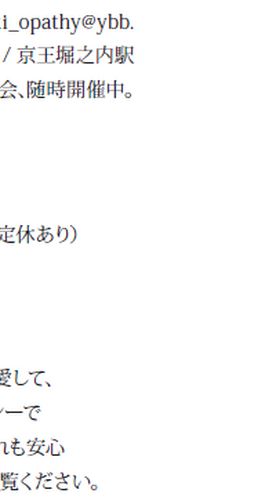 i_opathy@ybb.
/ 京王堀之内駅
会、随時開催中。
定休あり）
愛して、
ーで
れも安心
覧ください。